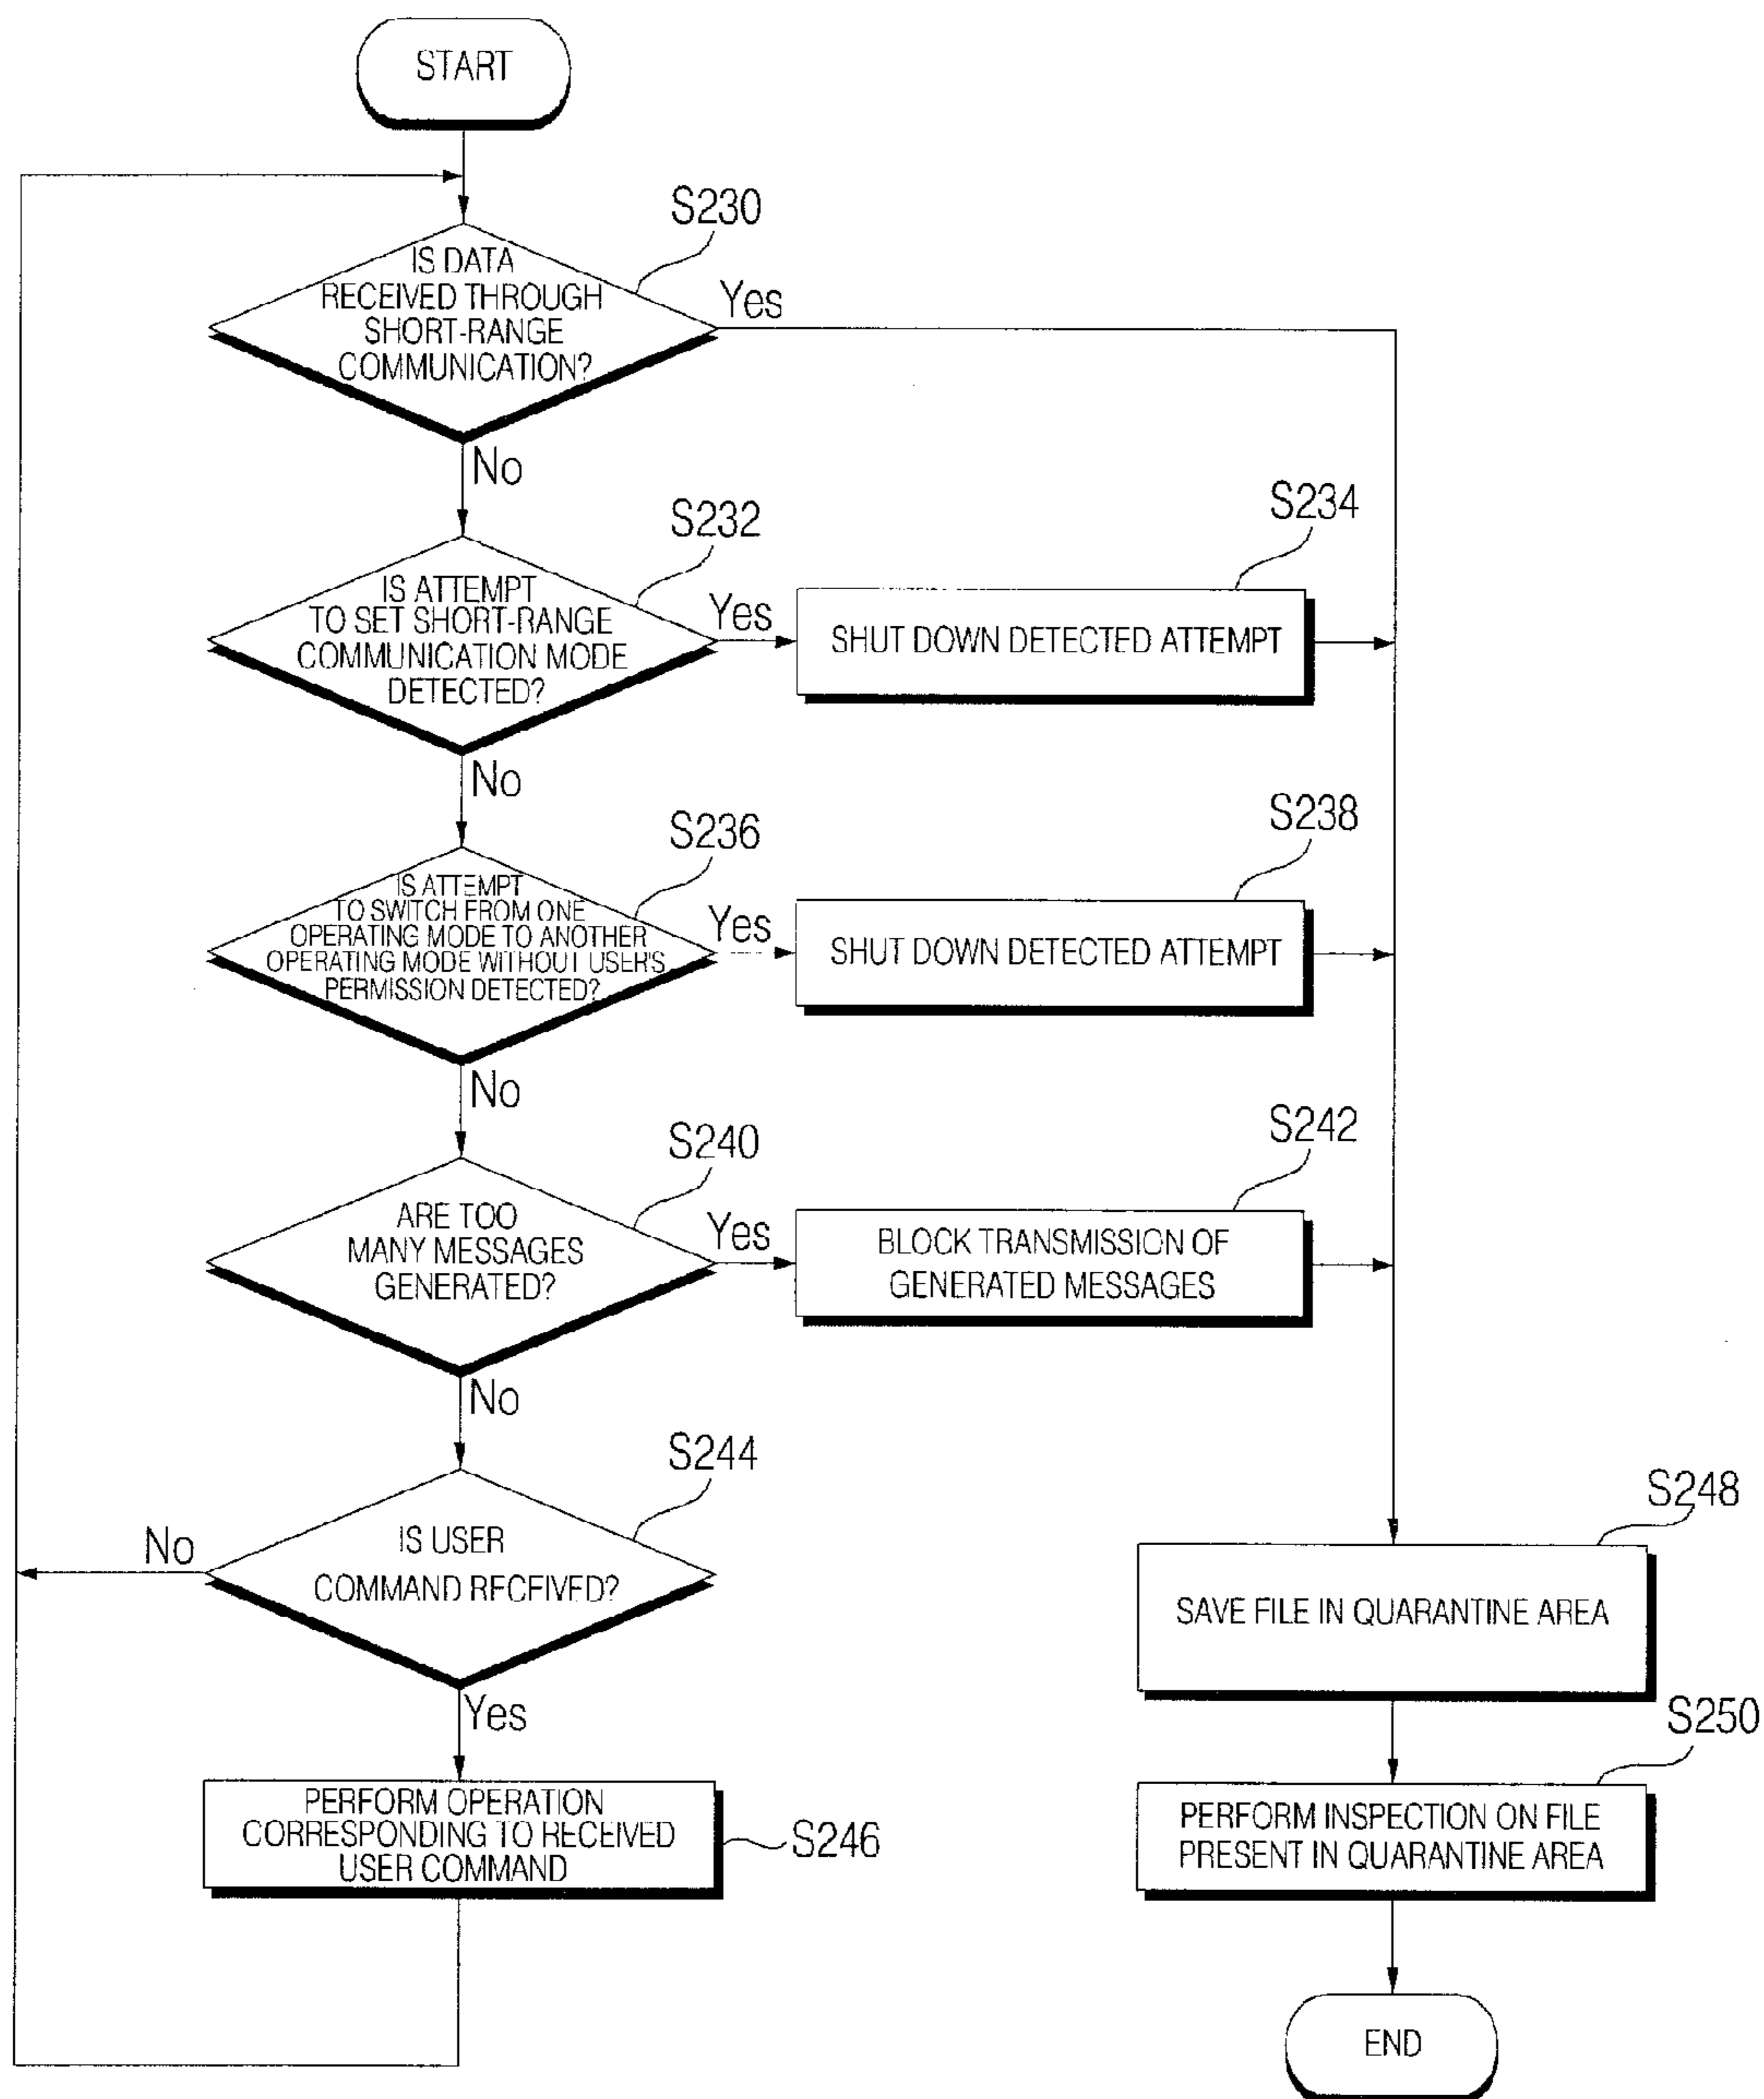 START
S230
IS DATA
RECEIVED THROUGH
SHORT-RANGE
COMMUNICATION?
Yes
No
S232
IS ATTEMPT
TO SET SHORT-RANGE
COMMUNICATION MODE
DETECTED?
Yes
S234
SHUT DOWN DETECTED ATTEMPT
No
S236
IS ATTEMPT
TO SWITCH FROM ONE
OPERATING MODE TO ANOTHER
OPERATING MODE WITHOUT USER'S
PERMISSION DETECTED?
Yes
S238
SHUT DOWN DETECTED ATTEMPT
No
S240
ARE TOO
MANY MESSAGES
GENERATED?
Yes
S242
BLOCK TRANSMISSION OF
GENERATED MESSAGES
No
S244
IS USER
COMMAND RECEIVED?
No
Yes
PERFORM OPERATION
CORRESPONDING TO RECEIVED
USER COMMAND
S246
S248
SAVE FILE IN QUARANTINE AREA
S250
PERFORM INSPECTION ON FILE
PRESENT IN QUARANTINE AREA
END